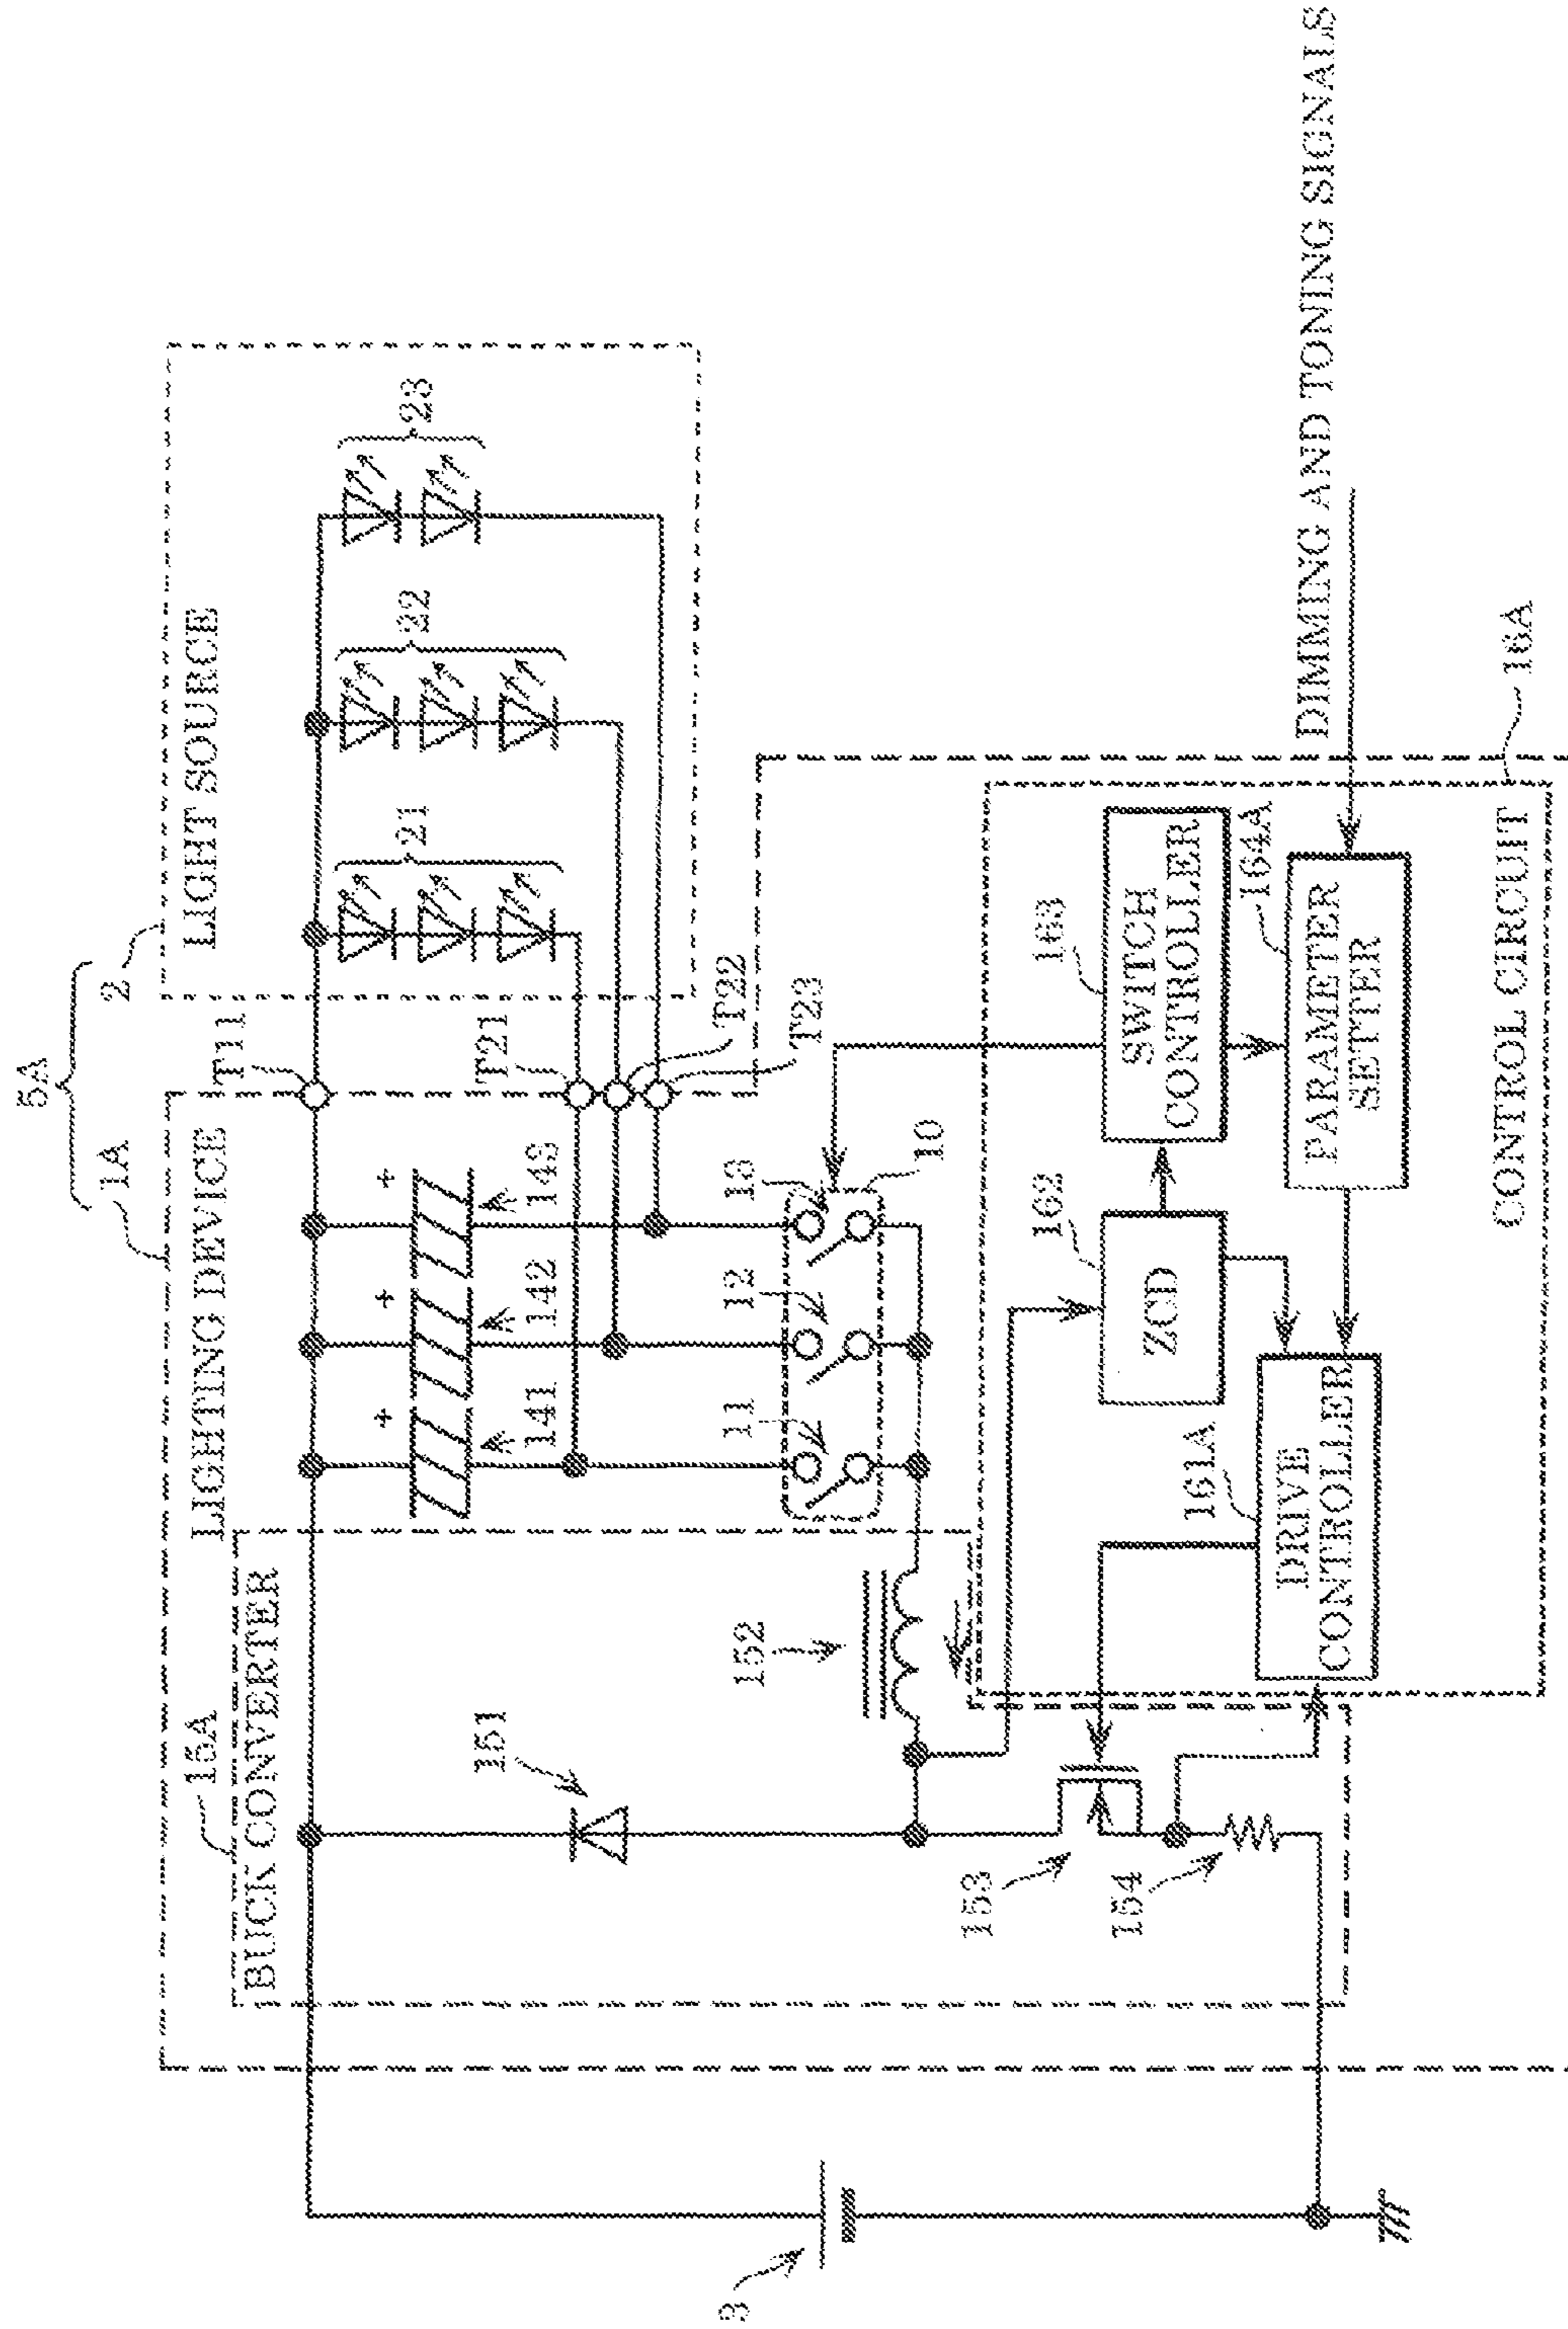 5A
1A
2
LIGHTING DEVICE
T11
LIGHT SOURCE
15A
BUCK CONVERTER
+
+
+
141
142
143
T21
21
22
23
151
T22
T23
152
11
12
13
10
3
153
154
162
163
ZCD
SWITCH
CONTROLLER
161A
164A
DRIVE
CONTROLLER
PARAMETER
SETTER
DIMMING AND TONING SIGNALS
CONTROL CIRCUIT
16A